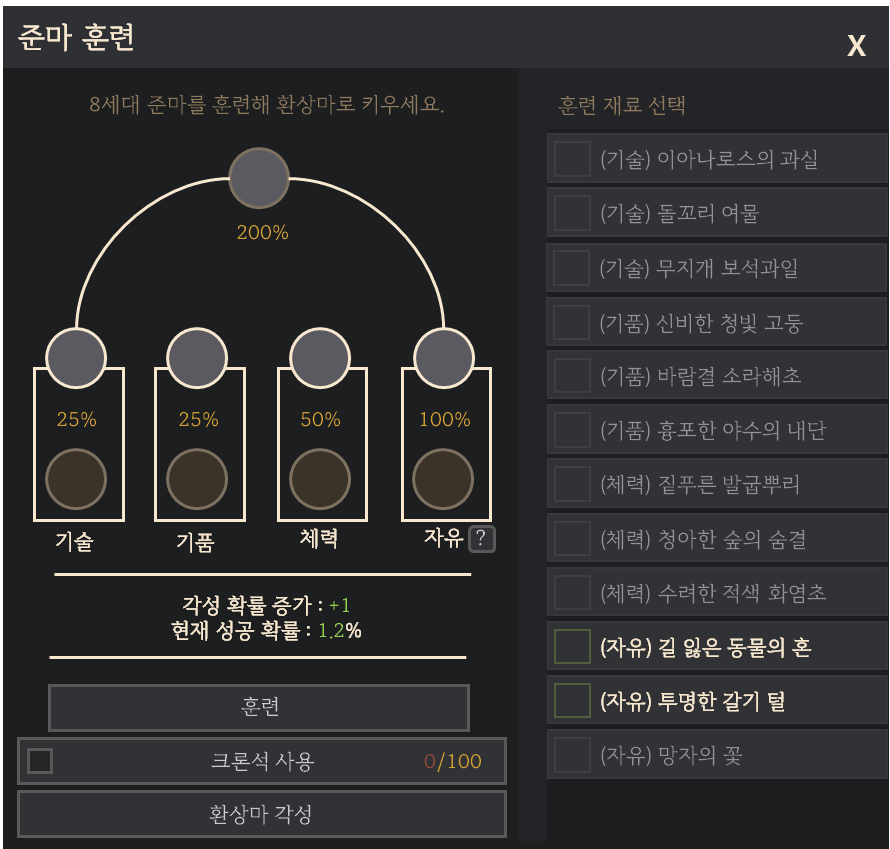 준마 훈련
X
8세대 준마를 훈련해 환상마로 키우세요.
200%
25%
25%
50%
100%
기술
기품
체력
자유 ?
각성 확률 증가 : +1
현재 성공 확률 : 1.2%
훈련
크론석 사용 0/100
환상마 각성
훈련 재료 선택
(기술) 이아나로스의 과실
(기술) 돌꼬리 여물
(기술) 무지개 보석과일
(기품) 신비한 청빛 고둥
(기품) 바람결 소라해초
(기품) 흉포한 야수의 내단
(체력) 짙푸른 발굽뿌리
(체력) 청아한 숲의 숨결
(체력) 수려한 적색 화염초
(자유) 길 잃은 동물의 혼
(자유) 투명한 갈기 털
(자유) 망자의 꽃